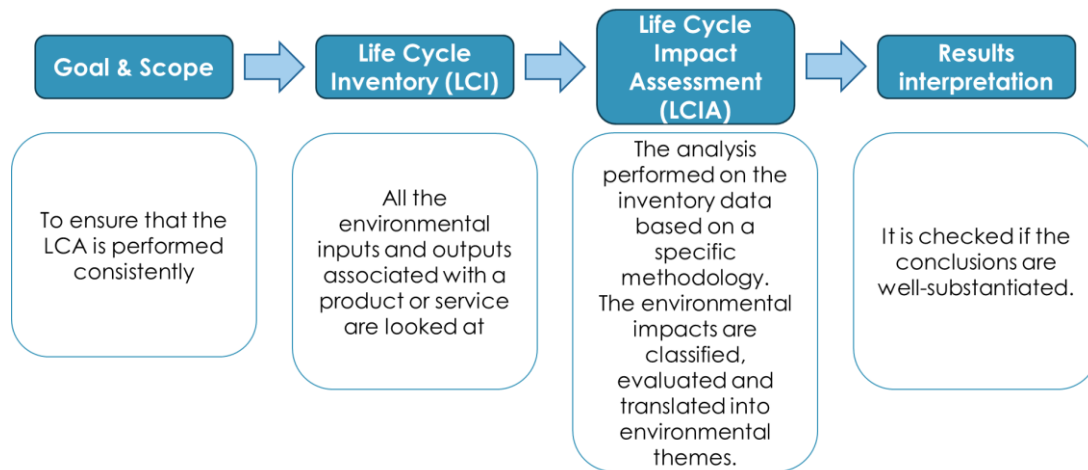 Goal & Scope
Life Cycle
Inventory (LCI)
Life Cycle
Impact
Assessment
(LCIA)
Results
interpretation
To ensure that the
LCA is performed
consistently
All the
environmental
inputs and outputs
associated with a
product or service
are looked at
The analysis
performed on the
inventory data
based on a
specific
methodology.
The environmental
impacts are
classified,
evaluated and
translated into
environmental
themes.
It is checked if the
conclusions are
well-substantiated.